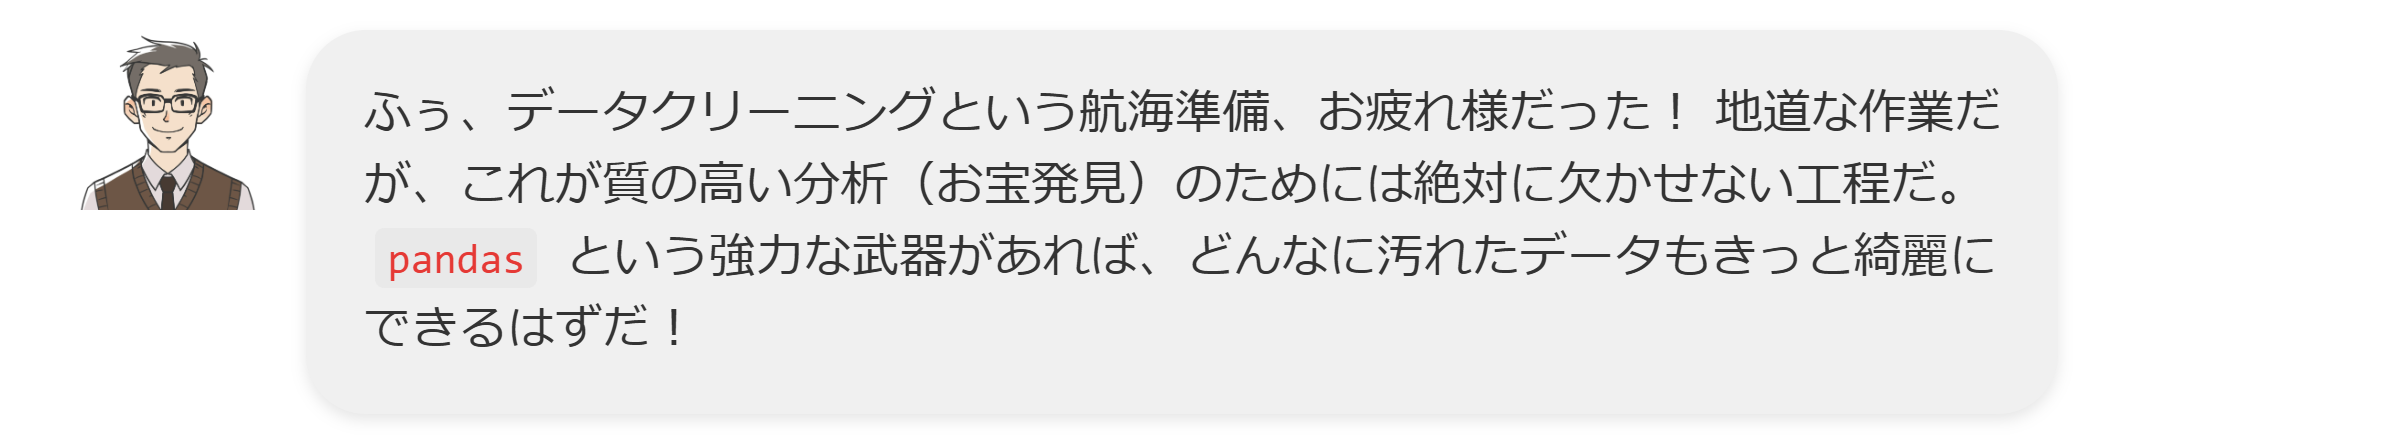 ふぅ、データクリーニングという航海準備、お疲れ様だった！ 地道な作業だ
が、これが質の高い分析（お宝発見）のためには絶対に欠かせない工程だ。
pandas という強力な武器があれば、どんなに汚れたデータもきっと綺麗に
できるはずだ！